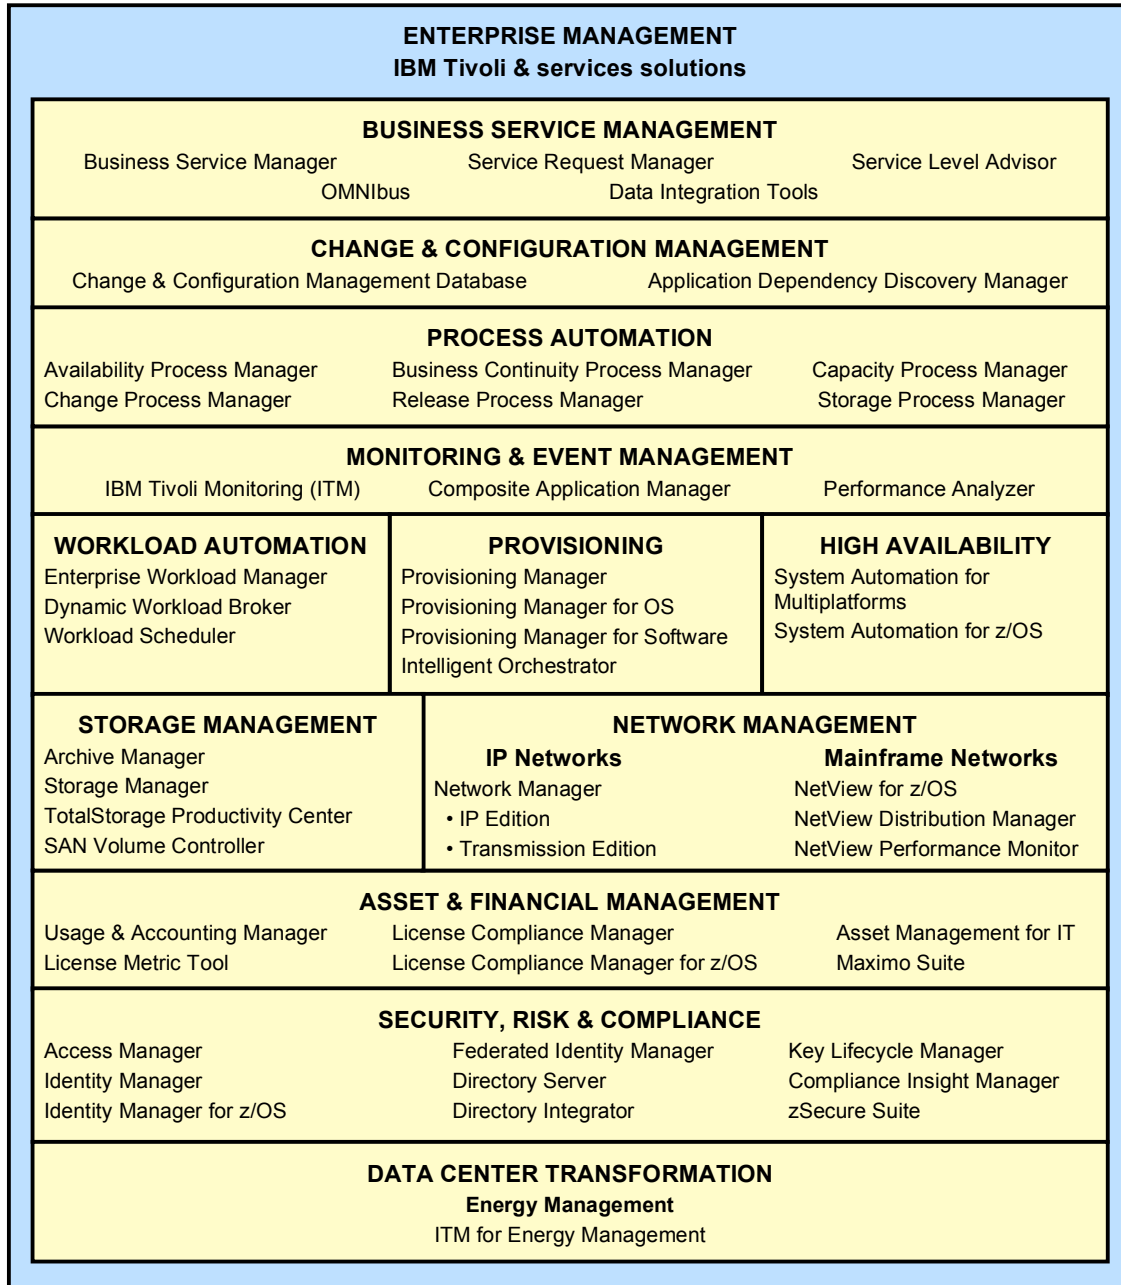 ENTERPRISE MANAGEMENT
IBM Tivoli & services solutions
BUSINESS SERVICE MANAGEMENT
Business Service Manager Service Request Manager Service Level Advisor
OMNIbus Data Integration Tools
CHANGE & CONFIGURATION MANAGEMENT
Change & Configuration Management Database Application Dependency Discovery Manager
PROCESS AUTOMATION
Availability Process Manager Business Continuity Process Manager Capacity Process Manager
Change Process Manager Release Process Manager Storage Process Manager
MONITORING & EVENT MANAGEMENT
IBM Tivoli Monitoring (ITM) Composite Application Manager Performance Analyzer
WORKLOAD AUTOMATION
Enterprise Workload Manager
Dynamic Workload Broker
Workload Scheduler
PROVISIONING
Provisioning Manager
Provisioning Manager for OS
Provisioning Manager for Software
Intelligent Orchestrator
HIGH AVAILABILITY
System Automation for
Multiplatforms
System Automation for z/OS
STORAGE MANAGEMENT
Archive Manager
Storage Manager
TotalStorage Productivity Center
SAN Volume Controller
NETWORK MANAGEMENT
IP Networks
Network Manager
• IP Edition
• Transmission Edition
Mainframe Networks
NetView for z/OS
NetView Distribution Manager
NetView Performance Monitor
ASSET & FINANCIAL MANAGEMENT
Usage & Accounting Manager License Compliance Manager Asset Management for IT
License Metric Tool License Compliance Manager for z/OS Maximo Suite
SECURITY, RISK & COMPLIANCE
Access Manager Federated Identity Manager Key Lifecycle Manager
Identity Manager Directory Server Compliance Insight Manager
Identity Manager for z/OS Directory Integrator zSecure Suite
DATA CENTER TRANSFORMATION
Energy Management
ITM for Energy Management